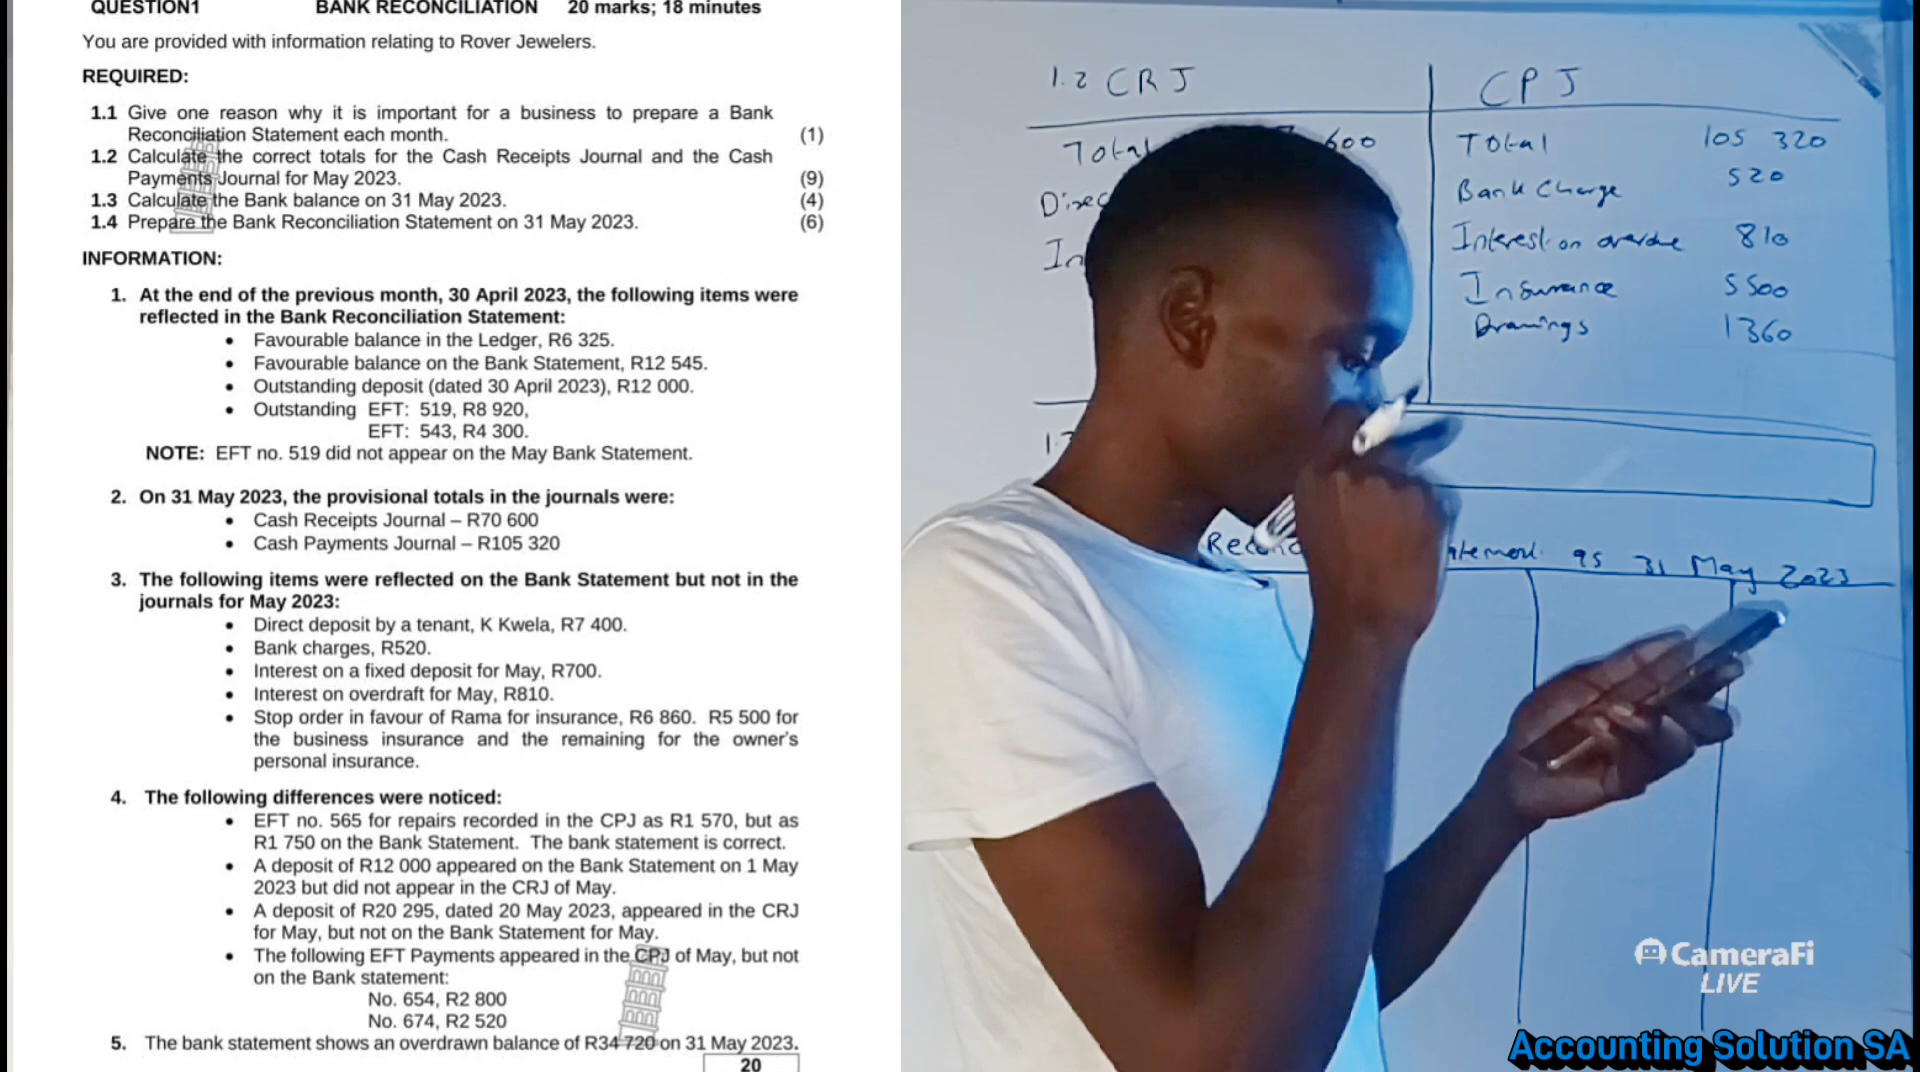 QUESTION1 BANK RECONCILIATION 20 marks; 18 minutes
You are provided with information relating to Rover Jewelers.
REQUIRED:
1.1 Give one reason why it is important for a business to prepare a Bank
Reconciliation Statement each month. (1)
1.2 Calculate the correct totals for the Cash Receipts Journal and the Cash
Payments Journal for May 2023. (9)
1.3 Calculate the Bank balance on 31 May 2023. (4)
1.4 Prepare the Bank Reconciliation Statement on 31 May 2023. (6)
INFORMATION:
1. At the end of the previous month, 30 April 2023, the following items were
reflected in the Bank Reconciliation Statement:
• Favourable balance in the Ledger, R6 325.
• Favourable balance on the Bank Statement, R12 545.
• Outstanding deposit (dated 30 April 2023), R12 000.
• Outstanding EFT: 519, R8 920,
EFT: 543, R4 300.
NOTE: EFT no. 519 did not appear on the May Bank Statement.
2. On 31 May 2023, the provisional totals in the journals were:
• Cash Receipts Journal – R70 600
• Cash Payments Journal – R105 320
3. The following items were reflected on the Bank Statement but not in the
journals for May 2023:
• Direct deposit by a tenant, K Kwela, R7 400.
• Bank charges, R520.
• Interest on a fixed deposit for May, R700.
• Interest on overdraft for May, R810.
• Stop order in favour of Rama for insurance, R6 860. R5 500 for
the business insurance and the remaining for the owner's
personal insurance.
4. The following differences were noticed:
• EFT no. 565 for repairs recorded in the CPJ as R1 570, but as
R1 750 on the Bank Statement. The bank statement is correct.
• A deposit of R12 000 appeared on the Bank Statement on 1 May
2023 but did not appear in the CRJ of May.
• A deposit of R20 295, dated 20 May 2023, appeared in the CRJ
for May, but not on the Bank Statement for May.
• The following EFT Payments appeared in the CPJ of May, but not
on the Bank statement:
No. 654, R2 800
No. 674, R2 520
5. The bank statement shows an overdrawn balance of R34 720 on 31 May 2023.
20
1.2 CRJ
CPJ
Total 600
Total 105 320
Bank Charge 520
Interest on overdue 810
Insurance 5 500
Drawings 1360
as 31 May 2023
CameraFi
LIVE
Accounting Solution SA